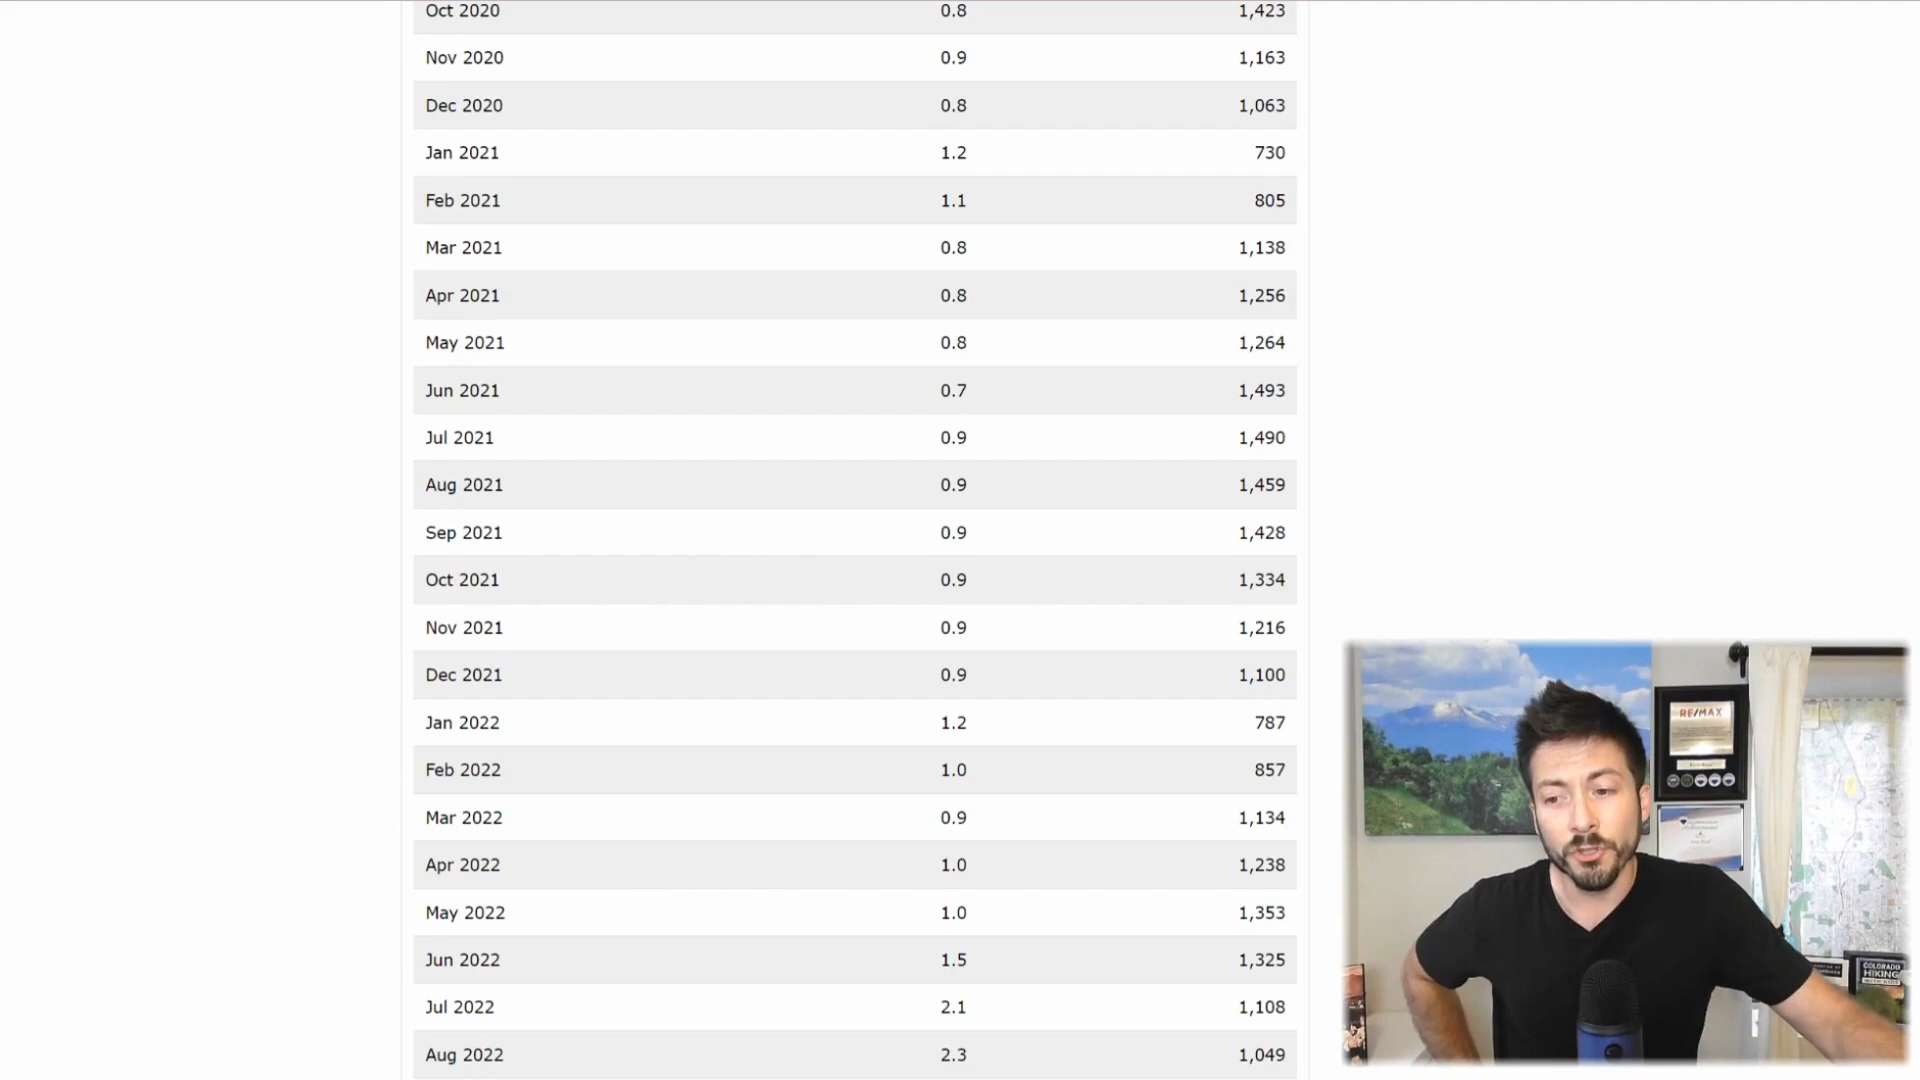 Oct 2020 0.8 1,423
Nov 2020 0.9 1,163
Dec 2020 0.8 1,063
Jan 2021 1.2 730
Feb 2021 1.1 805
Mar 2021 0.8 1,138
Apr 2021 0.8 1,256
May 2021 0.8 1,264
Jun 2021 0.7 1,493
Jul 2021 0.9 1,490
Aug 2021 0.9 1,459
Sep 2021 0.9 1,428
Oct 2021 0.9 1,334
Nov 2021 0.9 1,216
Dec 2021 0.9 1,100
Jan 2022 1.2 787
Feb 2022 1.0 857
Mar 2022 0.9 1,134
Apr 2022 1.0 1,238
May 2022 1.0 1,353
Jun 2022 1.5 1,325
Jul 2022 2.1 1,108
Aug 2022 2.3 1,049
RE/MAX
COLORADO
HIKING